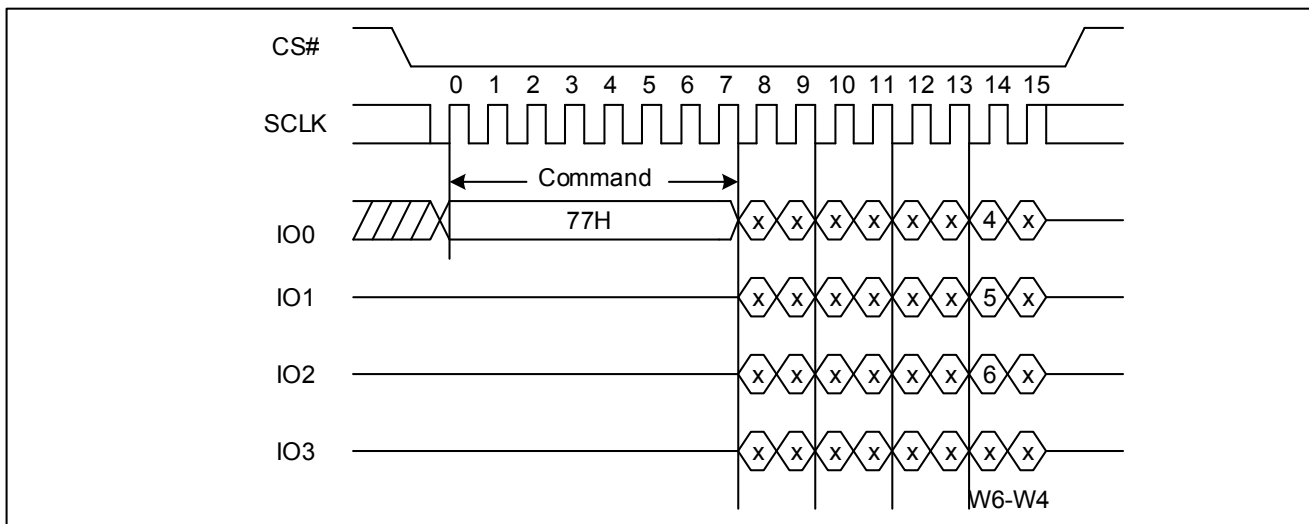 CS#
0 1 2 3 4 5 6 7 8 9 10 11 12 13 14 15
SCLK
Command
IO0 77H x x x x x x 4 x
IO1 x x x x x x 5 x
IO2 x x x x x x 6 x
IO3 x x x x x x x x
W6-W4